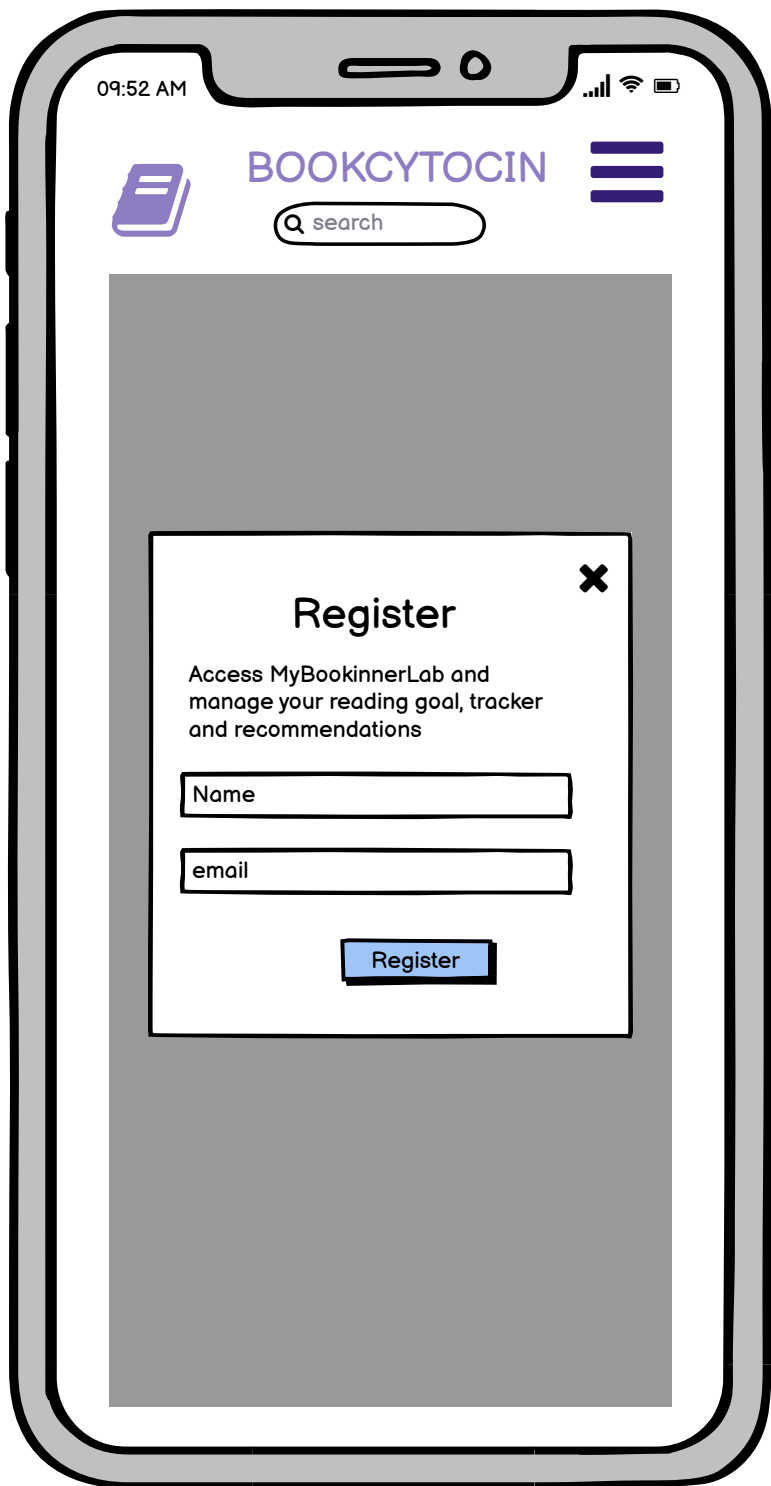 09:52 AM
BOOKCYTOCIN
search
Register
Access MyBookinnerLab and
manage your reading goal, tracker
and recommendations
Name
email
Register